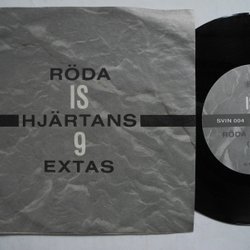 RÖDA
IS
HJÄRTANS
9
EXTAS
SVIN 004
RÖDA